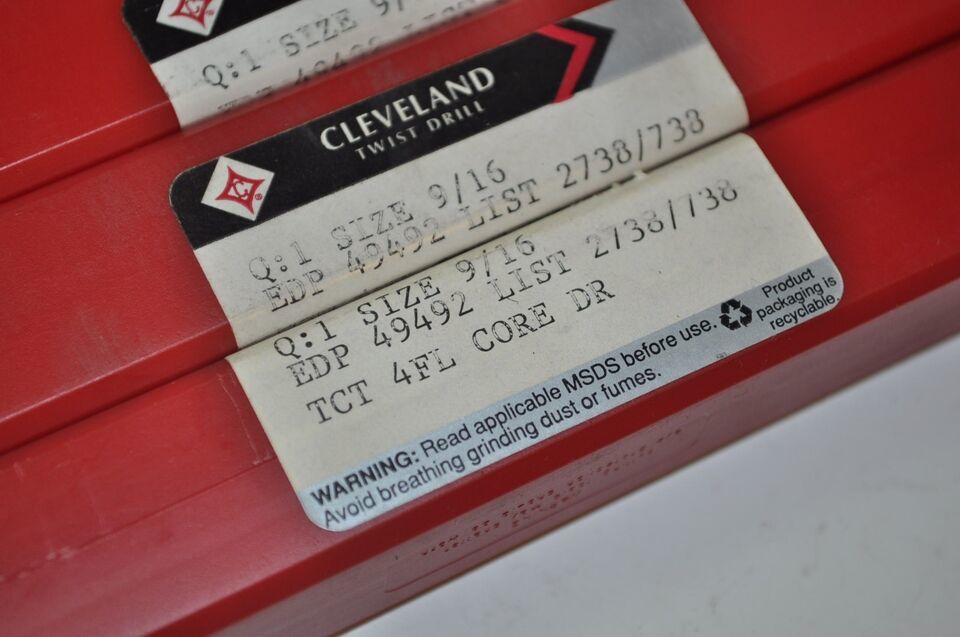 Q:1 SIZE 9/
CLEVELAND
TWIST DRILL
Q:1 SIZE 9/16
EDP 49492 LIST 2738/738
Q:1 SIZE 9/16
EDP 49492 LIST 2738/738
TCT 4FL CORE DR
WARNING: Read applicable MSDS before use.
Avoid breathing grinding dust or fumes.
Product
packaging is
recyclable.